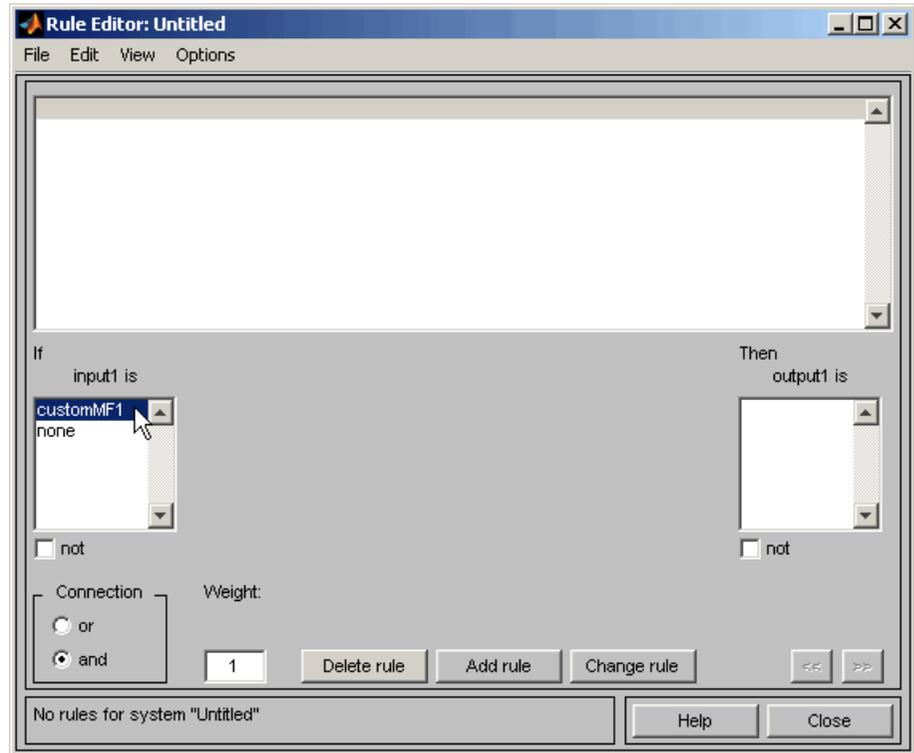 Rule Editor: Untitled
File Edit View Options
If
input1 is
Then
output1 is
customMF1
none
not
not
Connection
or
and
Weight:
1
Delete rule
Add rule
Change rule
<<
>>
No rules for system "Untitled"
Help
Close